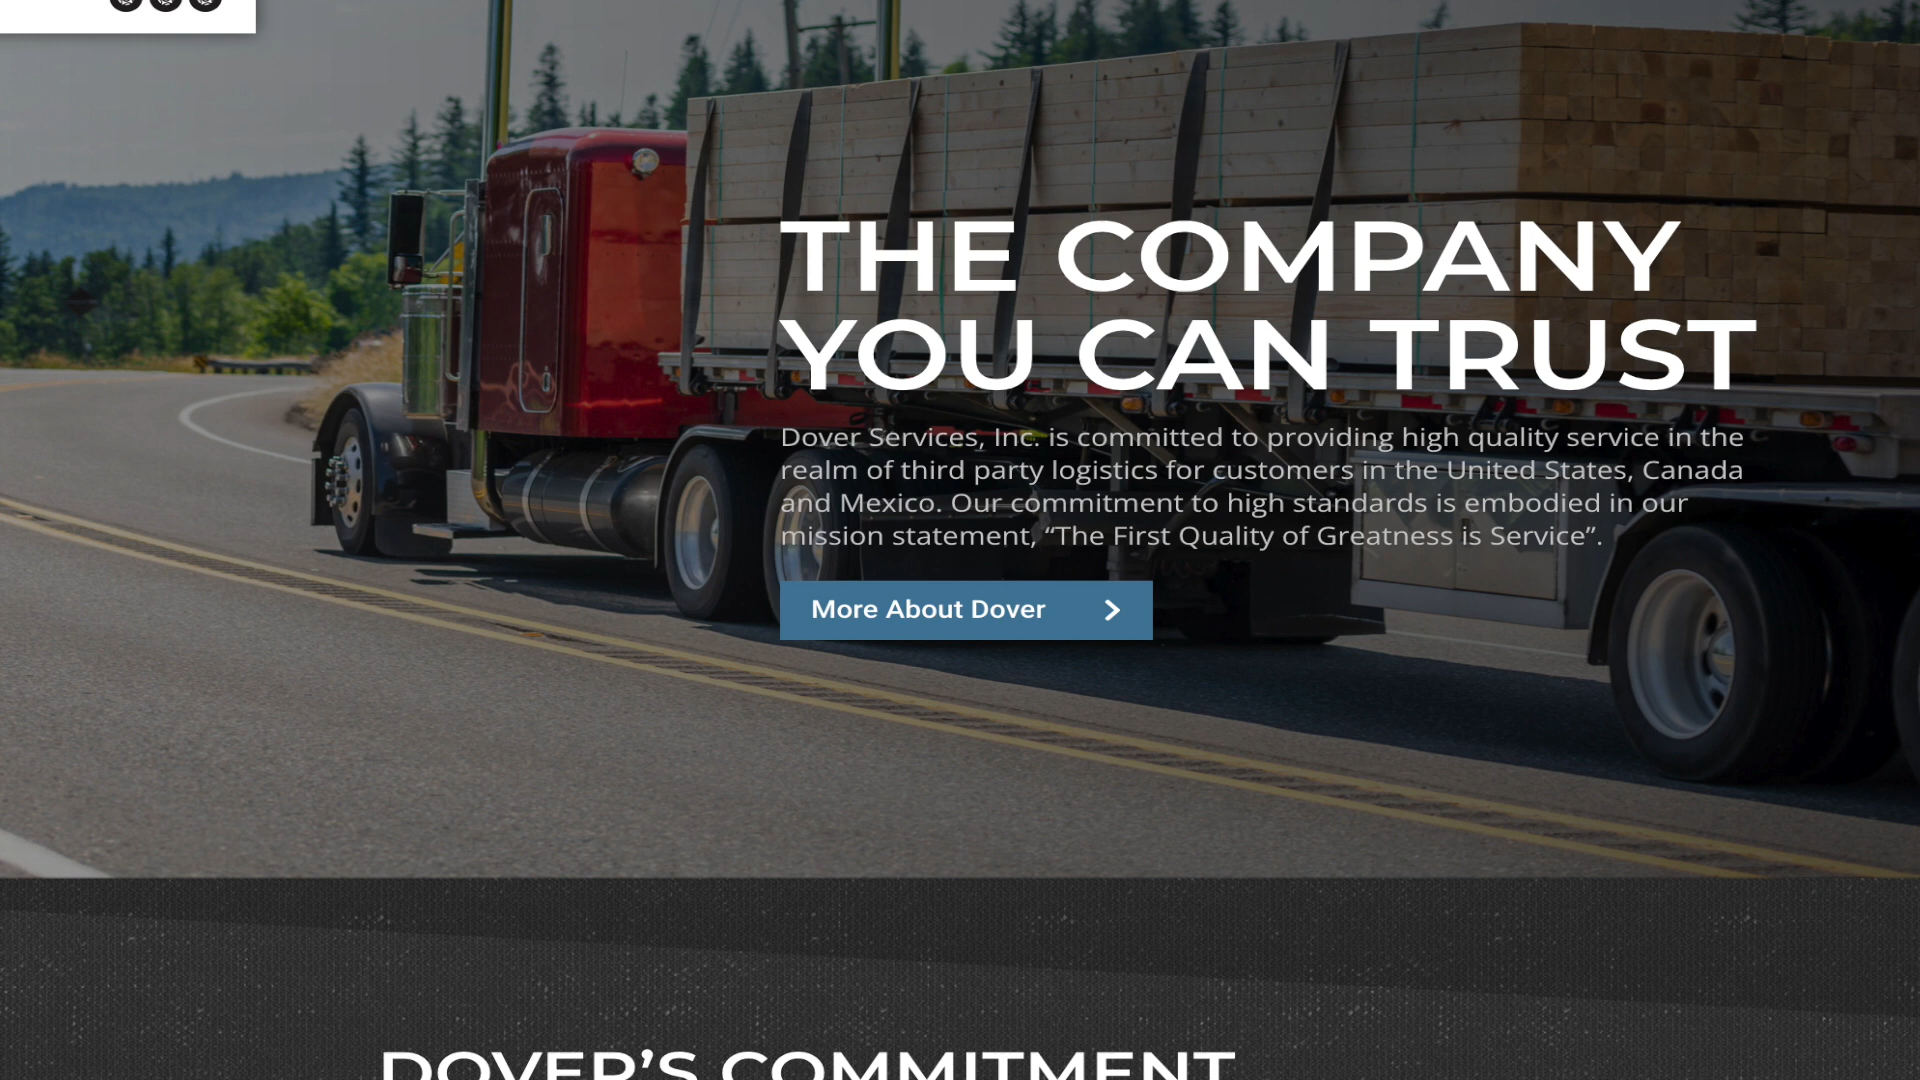 THE COMPANY
YOU CAN TRUST
Dover Services, Inc. is committed to providing high quality service in the
realm of third party logistics for customers in the United States, Canada
and Mexico. Our commitment to high standards is embodied in our
mission statement, “The First Quality of Greatness is Service”.
More About Dover
DOVER’S COMMITMENT